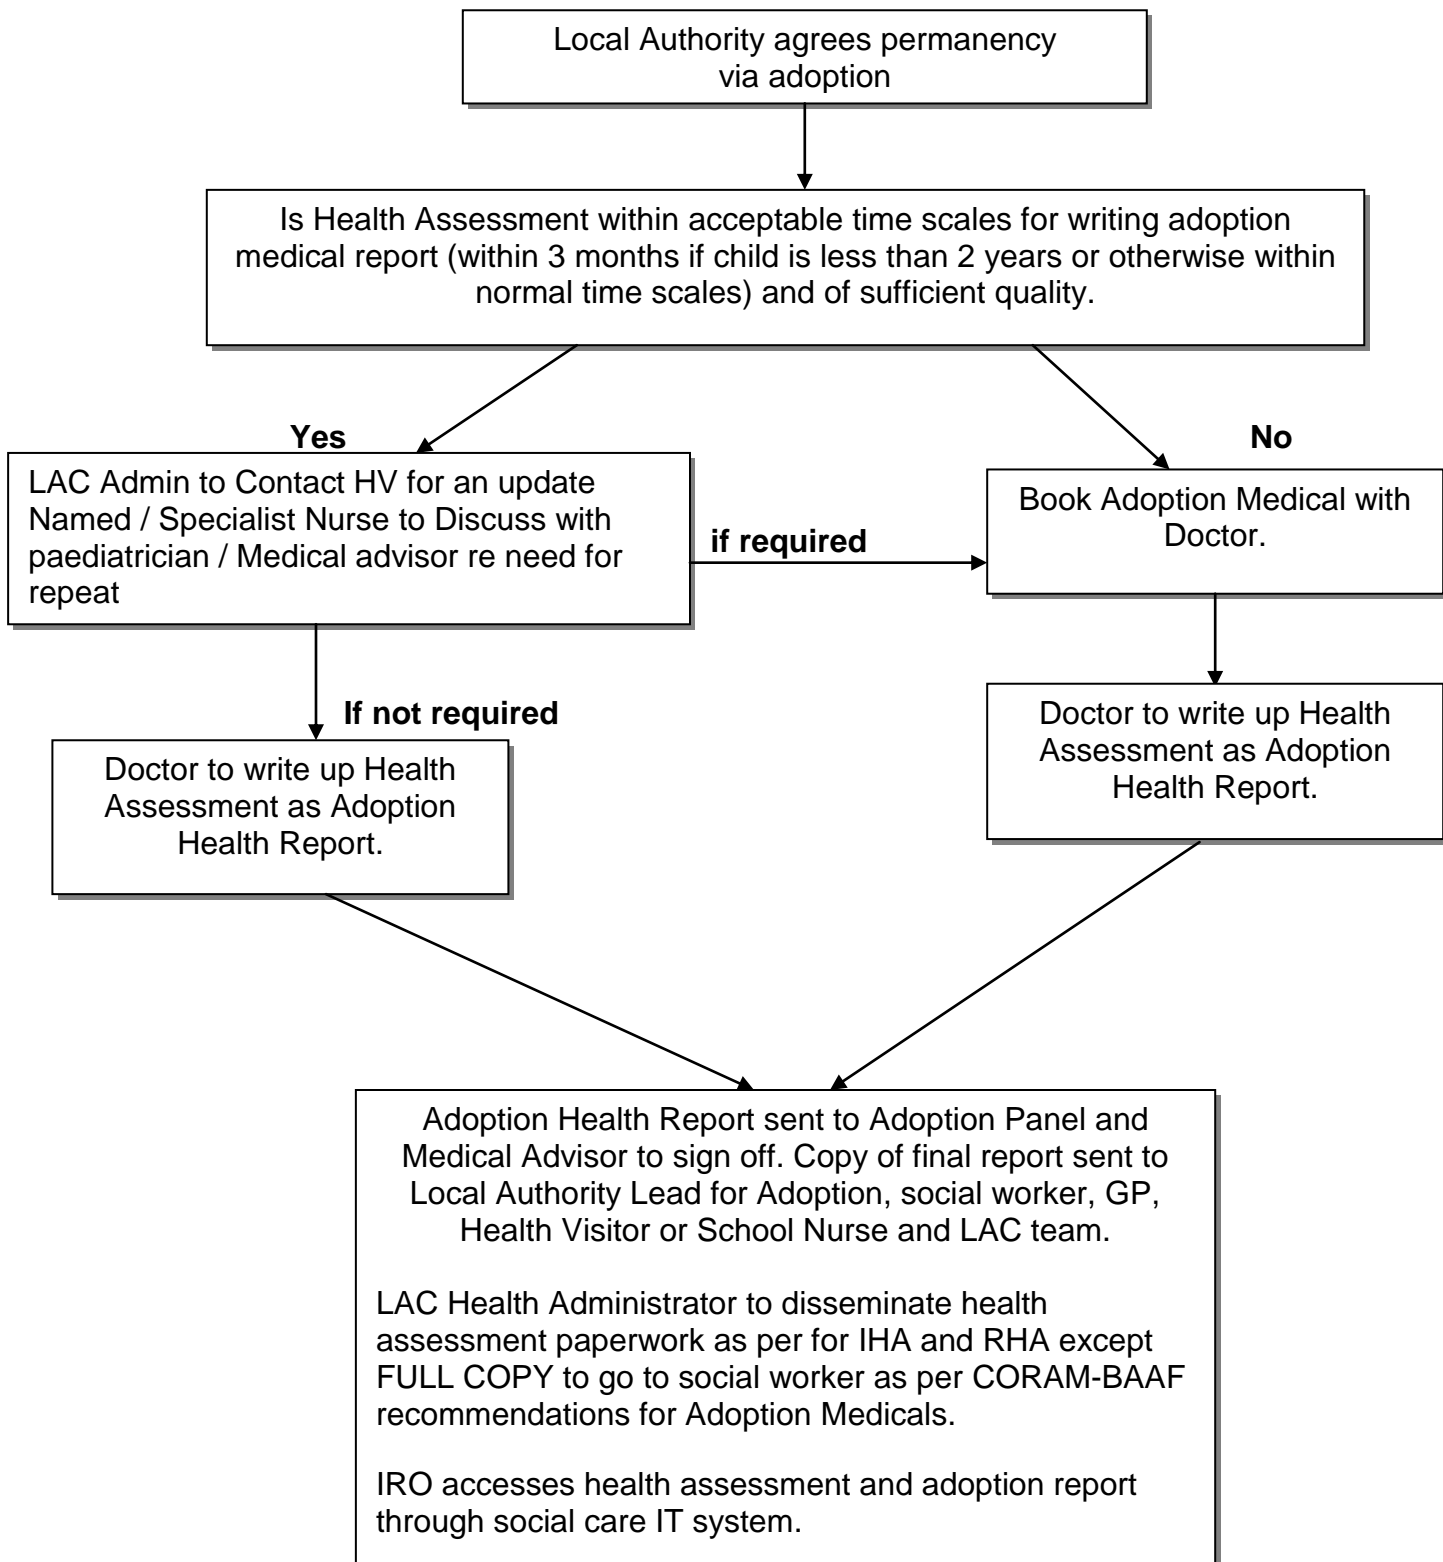 Local Authority agrees permanency
via adoption
Is Health Assessment within acceptable time scales for writing adoption
medical report (within 3 months if child is less than 2 years or otherwise within
normal time scales) and of sufficient quality.
Yes
No
LAC Admin to Contact HV for an update
Named / Specialist Nurse to Discuss with
paediatrician / Medical advisor re need for
repeat
if required
Book Adoption Medical with
Doctor.
If not required
Doctor to write up Health
Assessment as Adoption
Health Report.
Doctor to write up Health
Assessment as Adoption
Health Report.
Adoption Health Report sent to Adoption Panel and
Medical Advisor to sign off. Copy of final report sent to
Local Authority Lead for Adoption, social worker, GP,
Health Visitor or School Nurse and LAC team.
LAC Health Administrator to disseminate health
assessment paperwork as per for IHA and RHA except
FULL COPY to go to social worker as per CORAM-BAAF
recommendations for Adoption Medicals.
IRO accesses health assessment and adoption report
through social care IT system.